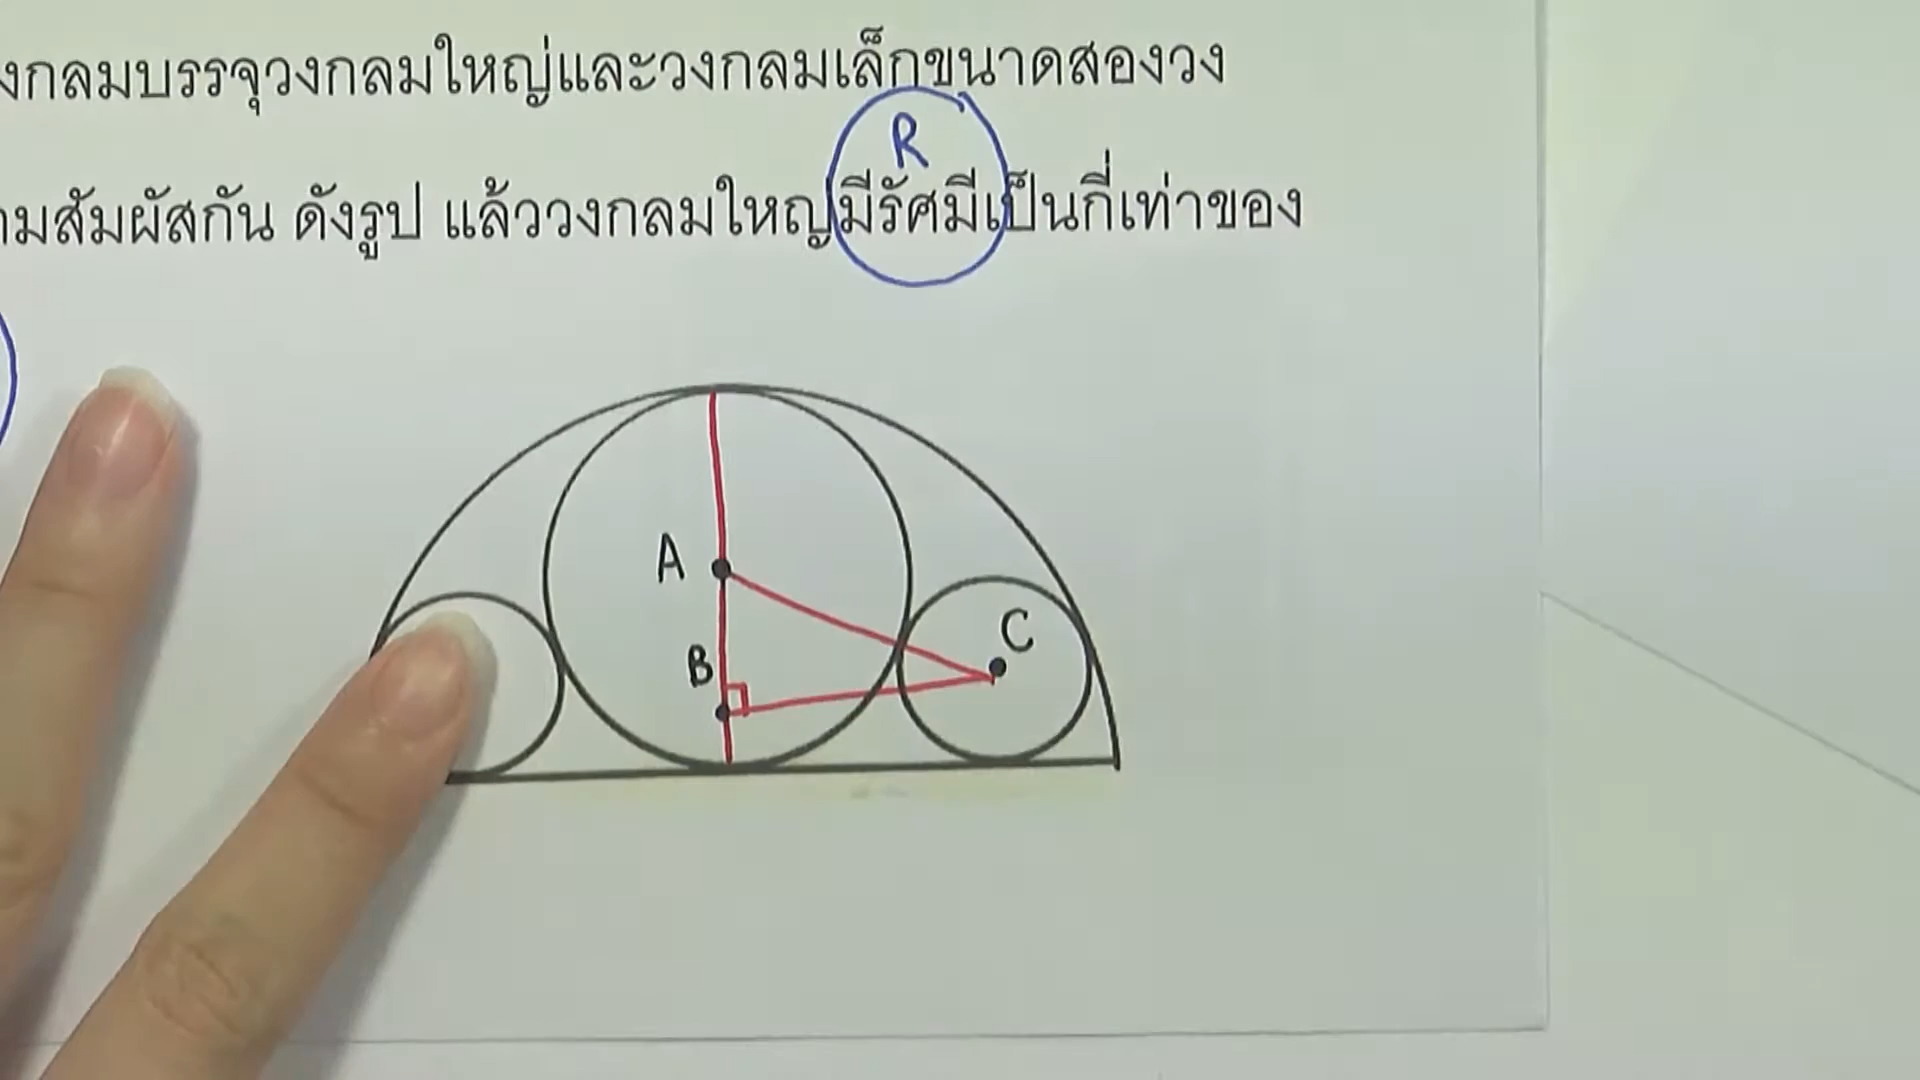 งกลมบรรจุวงกลมใหญ่และวงกลมเล็กขนาดสองวง
R
ามสัมผัสกัน ดังรูป แล้ววงกลมใหญ่มีรัศมีเป็นกี่เท่าของ
A
B
C